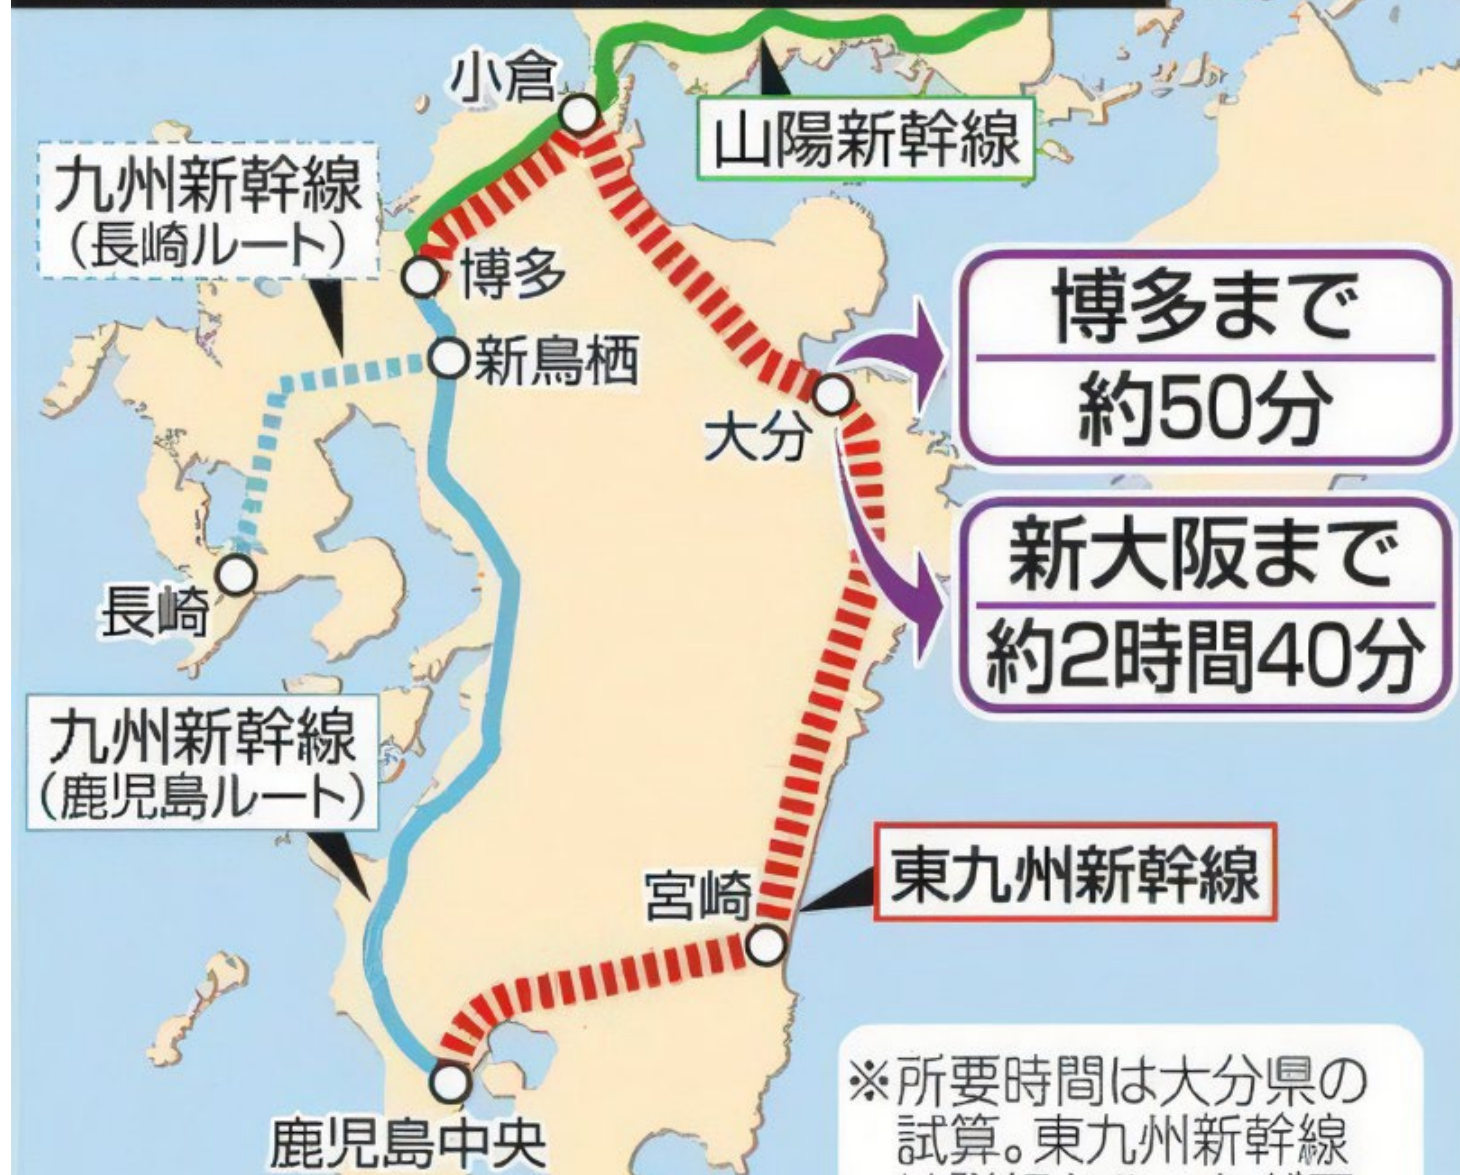 小倉
山陽新幹線
九州新幹線
(長崎ルート)
博多
新鳥栖
博多まで
約50分
大分
新大阪まで
約2時間40分
長崎
九州新幹線
(鹿児島ルート)
宮崎
東九州新幹線
鹿児島中央
※所要時間は大分県の
試算。東九州新幹線